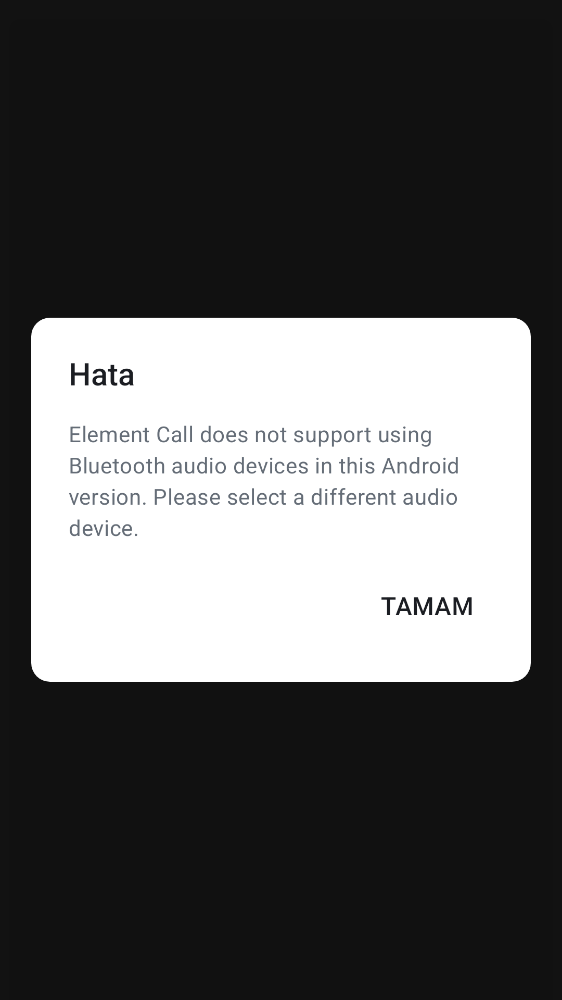 Hata
Element Call does not support using
Bluetooth audio devices in this Android
version. Please select a different audio
device.
TAMAM